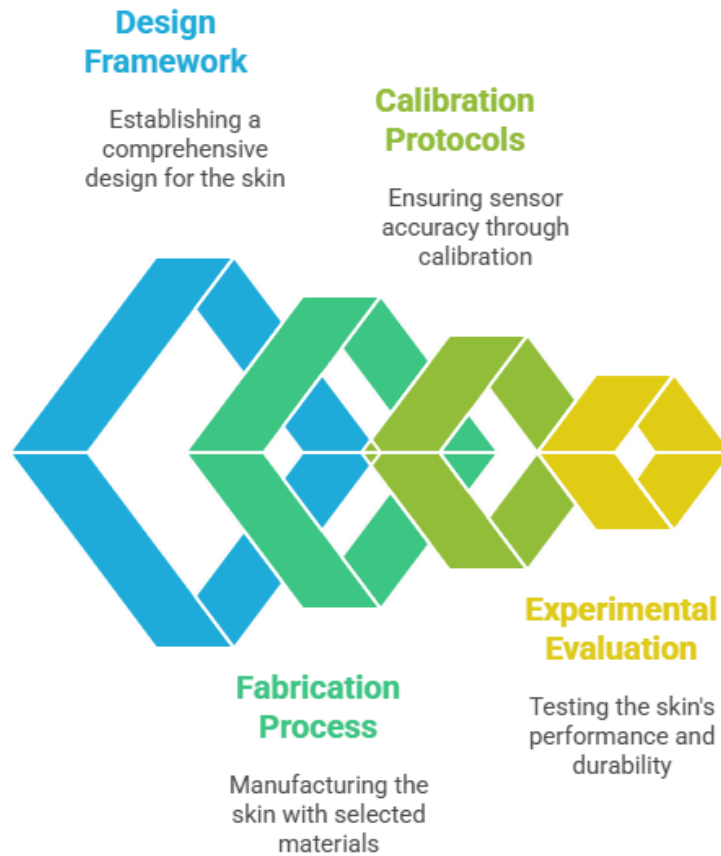 Design
Framework
Establishing a
comprehensive
design for the skin
Calibration
Protocols
Ensuring sensor
accuracy through
calibration
Fabrication
Process
Manufacturing the
skin with selected
materials
Experimental
Evaluation
Testing the skin's
performance and
durability